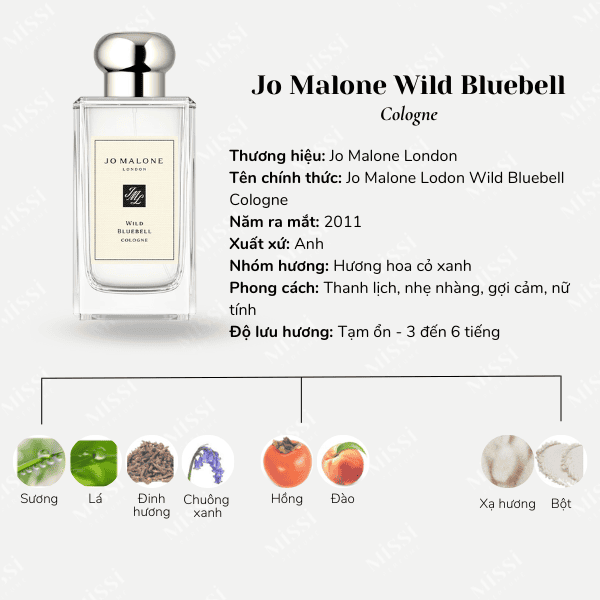 Jo Malone Wild Bluebell
Cologne
JO MALONE
LONDON
JML
WILD
BLUEBELL
COLOGNE
Thương hiệu: Jo Malone London
Tên chính thức: Jo Malone Lodon Wild Bluebell
Cologne
Năm ra mắt: 2011
Xuất xứ: Anh
Nhóm hương: Hương hoa cỏ xanh
Phong cách: Thanh lịch, nhẹ nhàng, gợi cảm, nữ
tính
Độ lưu hương: Tạm ổn - 3 đến 6 tiếng
Sương
Lá
Đinh
hương
Chuông
xanh
Hồng
Đào
Xạ hương
Bột
MISSI